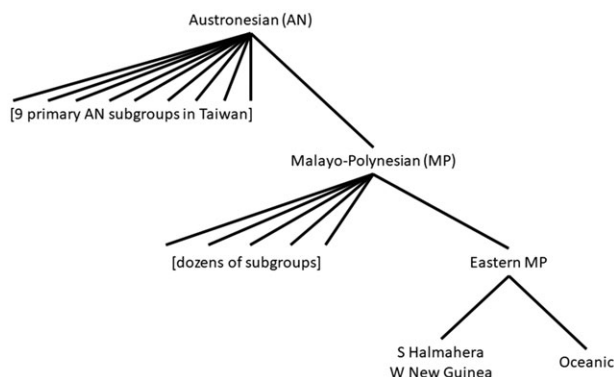 Austronesian (AN)
[9 primary AN subgroups in Taiwan]
Malayo-Polynesian (MP)
[dozens of subgroups]
Eastern MP
S Halmahera
W New Guinea
Oceanic